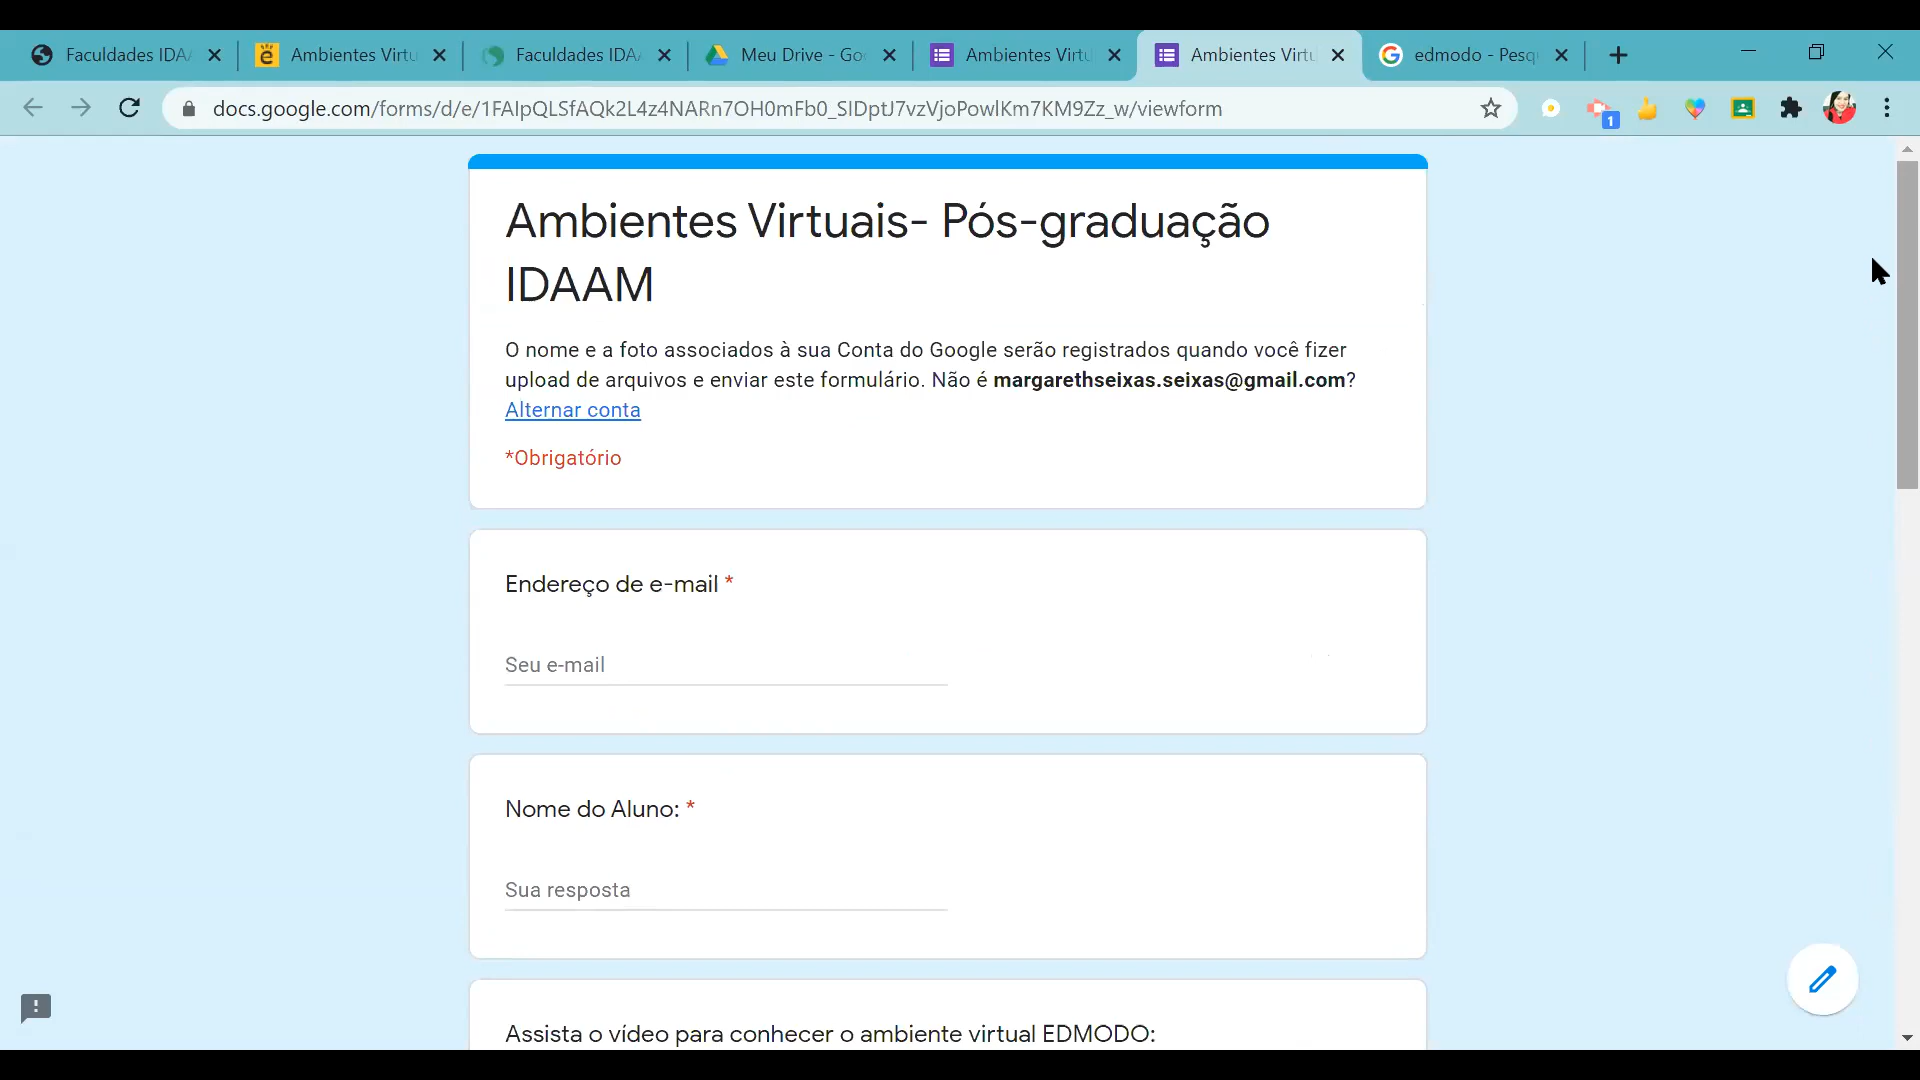 Faculdades IDAA
Ambientes Virtu
Faculdades IDAA
Meu Drive - Go
Ambientes Virtu
Ambientes Virtu
edmodo - Pesq
docs.google.com/forms/d/e/1FAIpQLSfAQk2L4z4NARn7OH0mFb0_SIDptJ7vzVjoPowlKm7KM9Zz_w/viewform
1
Ambientes Virtuais- Pós-graduação
IDAAM
O nome e a foto associados à sua Conta do Google serão registrados quando você fizer
upload de arquivos e enviar este formulário. Não é margarethseixas.seixas@gmail.com?
Alternar conta
*Obrigatório
Endereço de e-mail *
Seu e-mail
Nome do Aluno: *
Sua resposta
Assista o vídeo para conhecer o ambiente virtual EDMODO: